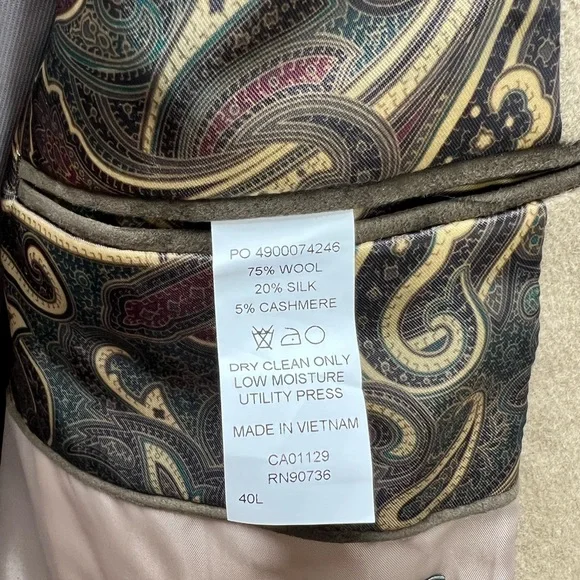 PO 4900074246
75% WOOL
20% SILK
5% CASHMERE
DRY CLEAN ONLY
LOW MOISTURE
UTILITY PRESS
MADE IN VIETNAM
CA01129
RN90736
40L